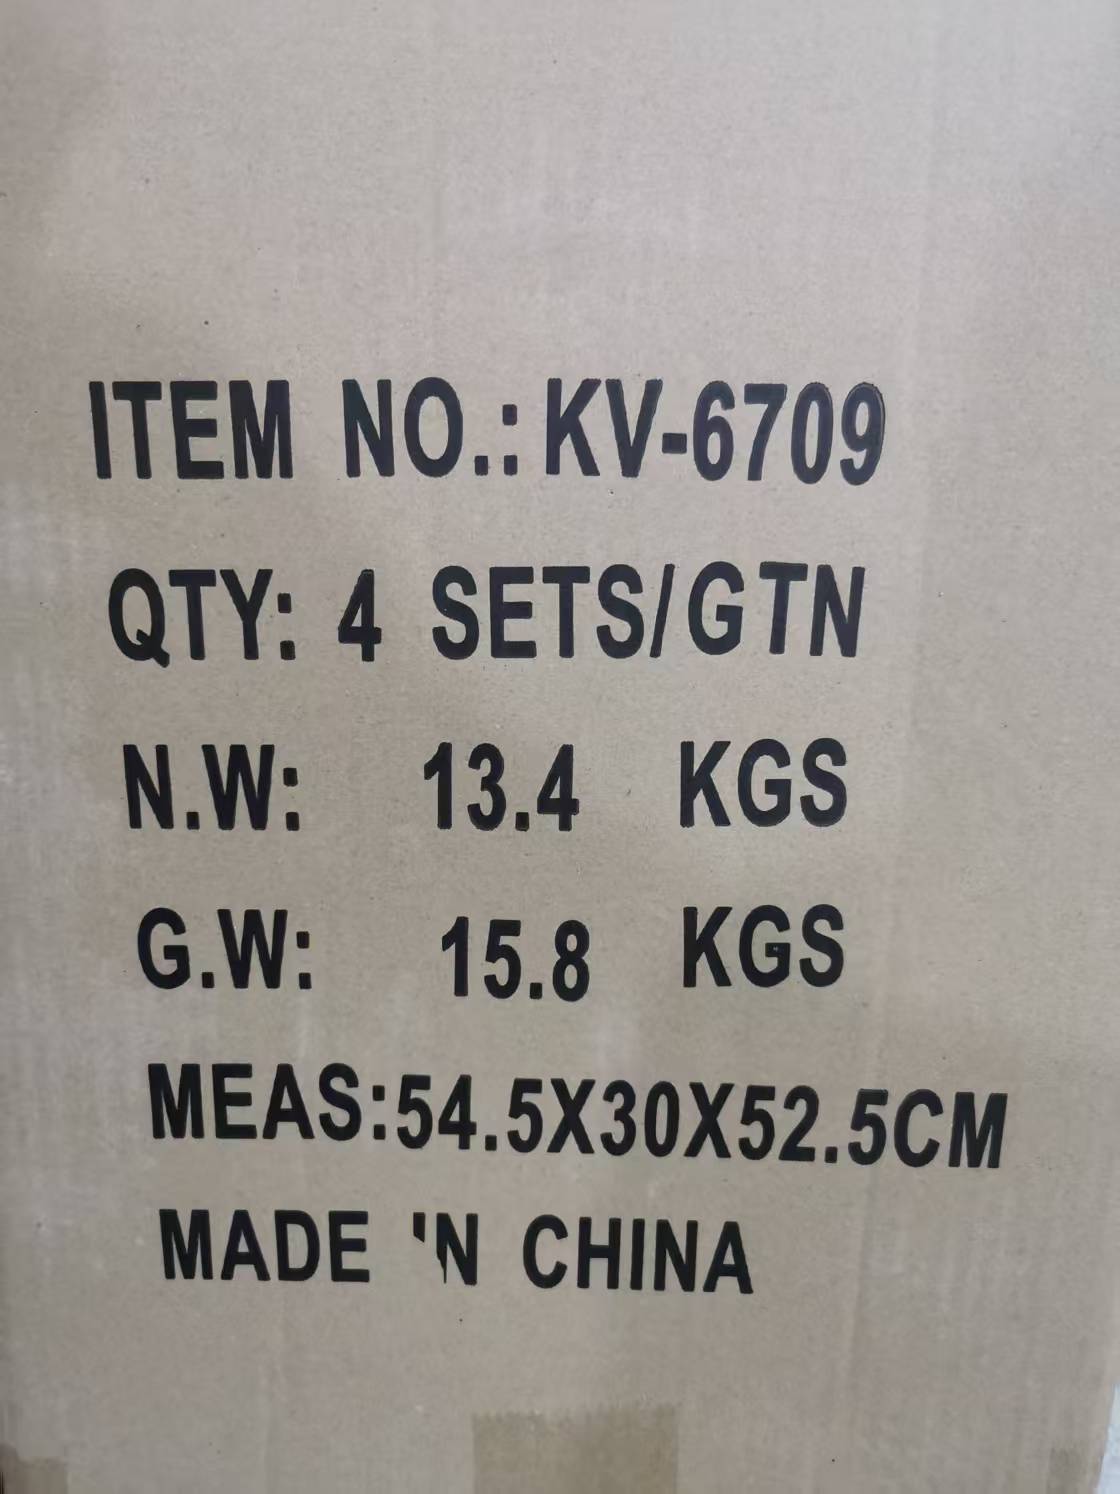 ITEM NO.: KV-6709
QTY: 4 SETS/GTN
N.W: 13.4 KGS
G.W: 15.8 KGS
MEAS:54.5X30X52.5CM
MADE 'N CHINA